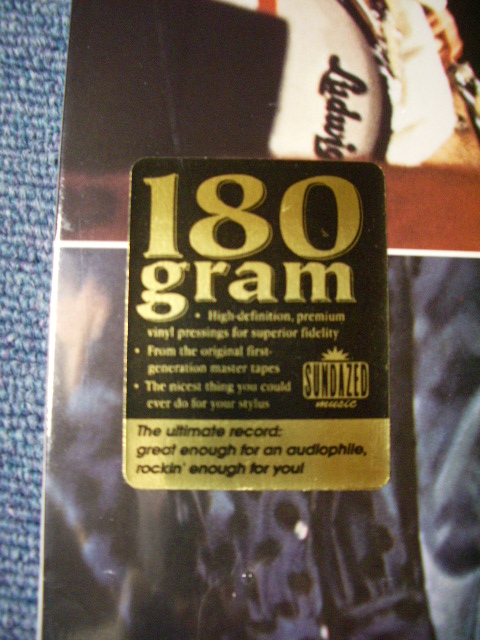 Ludwig
180
gram
• High-definition, premium
vinyl pressings for superior fidelity
• From the original first-
generation master tapes
• The nicest thing you could
ever do for your stylus
SUNDAZED
music
The ultimate record:
great enough for an audiophile,
rockin' enough for you!